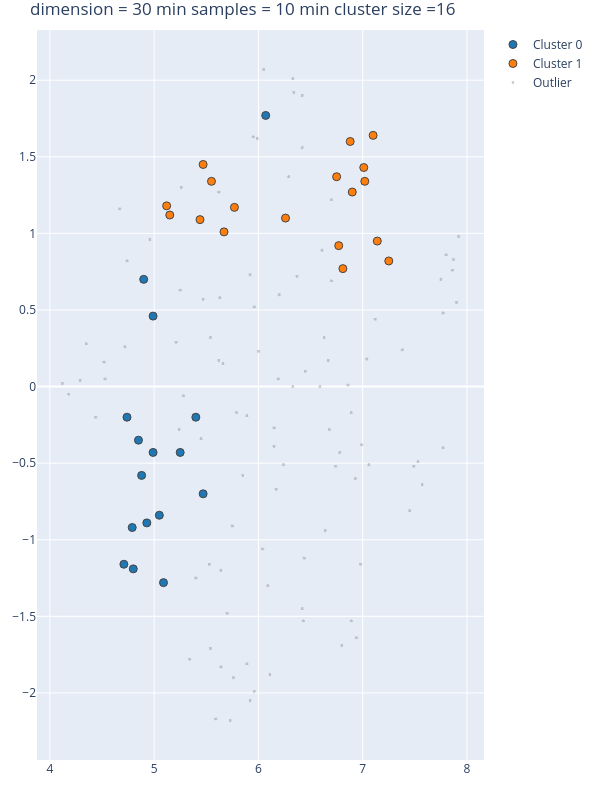 dimension = 30 min samples = 10 min cluster size =16
Cluster 0
Cluster 1
Outlier
2
1.5
1
0.5
0
−0.5
−1
−1.5
−2
4 5 6 7 8